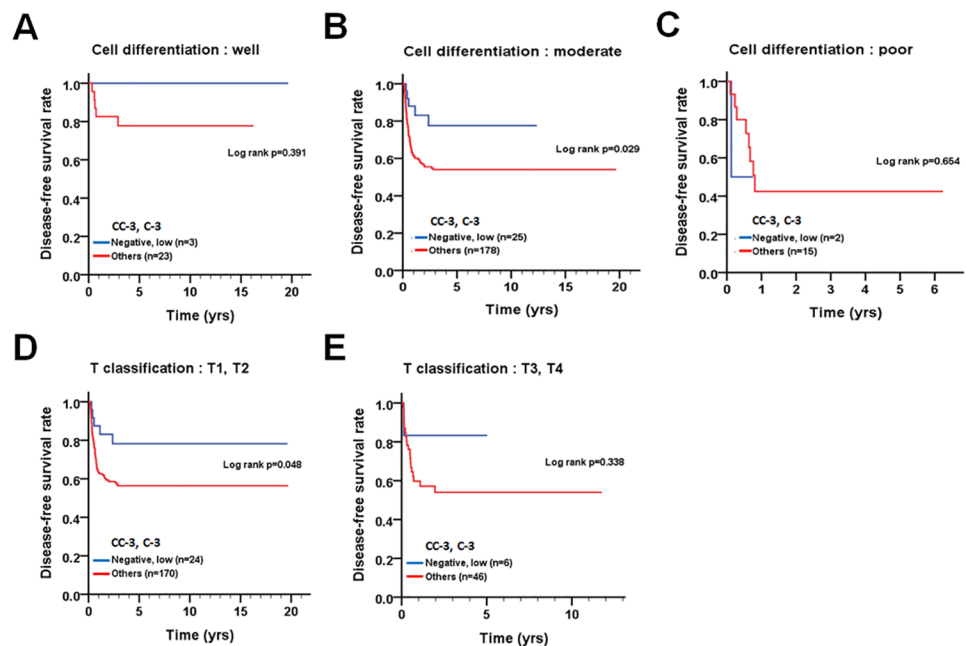 A
Cell differentiation : well
Disease-free survival rate
1.0
0.8
0.6
0.4
0.2
0.0
Log rank p=0.391
CC-3, C-3
Negative, low (n=3)
Others (n=23)
0 5 10 15 20
Time (yrs)
B
Cell differentiation : moderate
Disease-free survival rate
1.0
0.8
0.6
0.4
0.2
0.0
Log rank p=0.029
CC-3, C-3
Negative, low (n=25)
Others (n=178)
0 5 10 15 20
Time (yrs)
C
Cell differentiation : poor
Disease-free survival rate
1.0
0.8
0.6
0.4
0.2
0.0
Log rank p=0.654
CC-3, C-3
Negative, low (n=2)
Others (n=15)
0 1 2 3 4 5 6
Time (yrs)
D
T classification : T1, T2
Disease-free survival rate
1.0
0.8
0.6
0.4
0.2
0.0
Log rank p=0.048
CC-3, C-3
Negative, low (n=24)
Others (n=170)
0 5 10 15 20
Time (yrs)
E
T classification : T3, T4
Disease-free survival rate
1.0
0.8
0.6
0.4
0.2
0.0
Log rank p=0.338
CC-3, C-3
Negative, low (n=6)
Others (n=46)
0 5 10
Time (yrs)